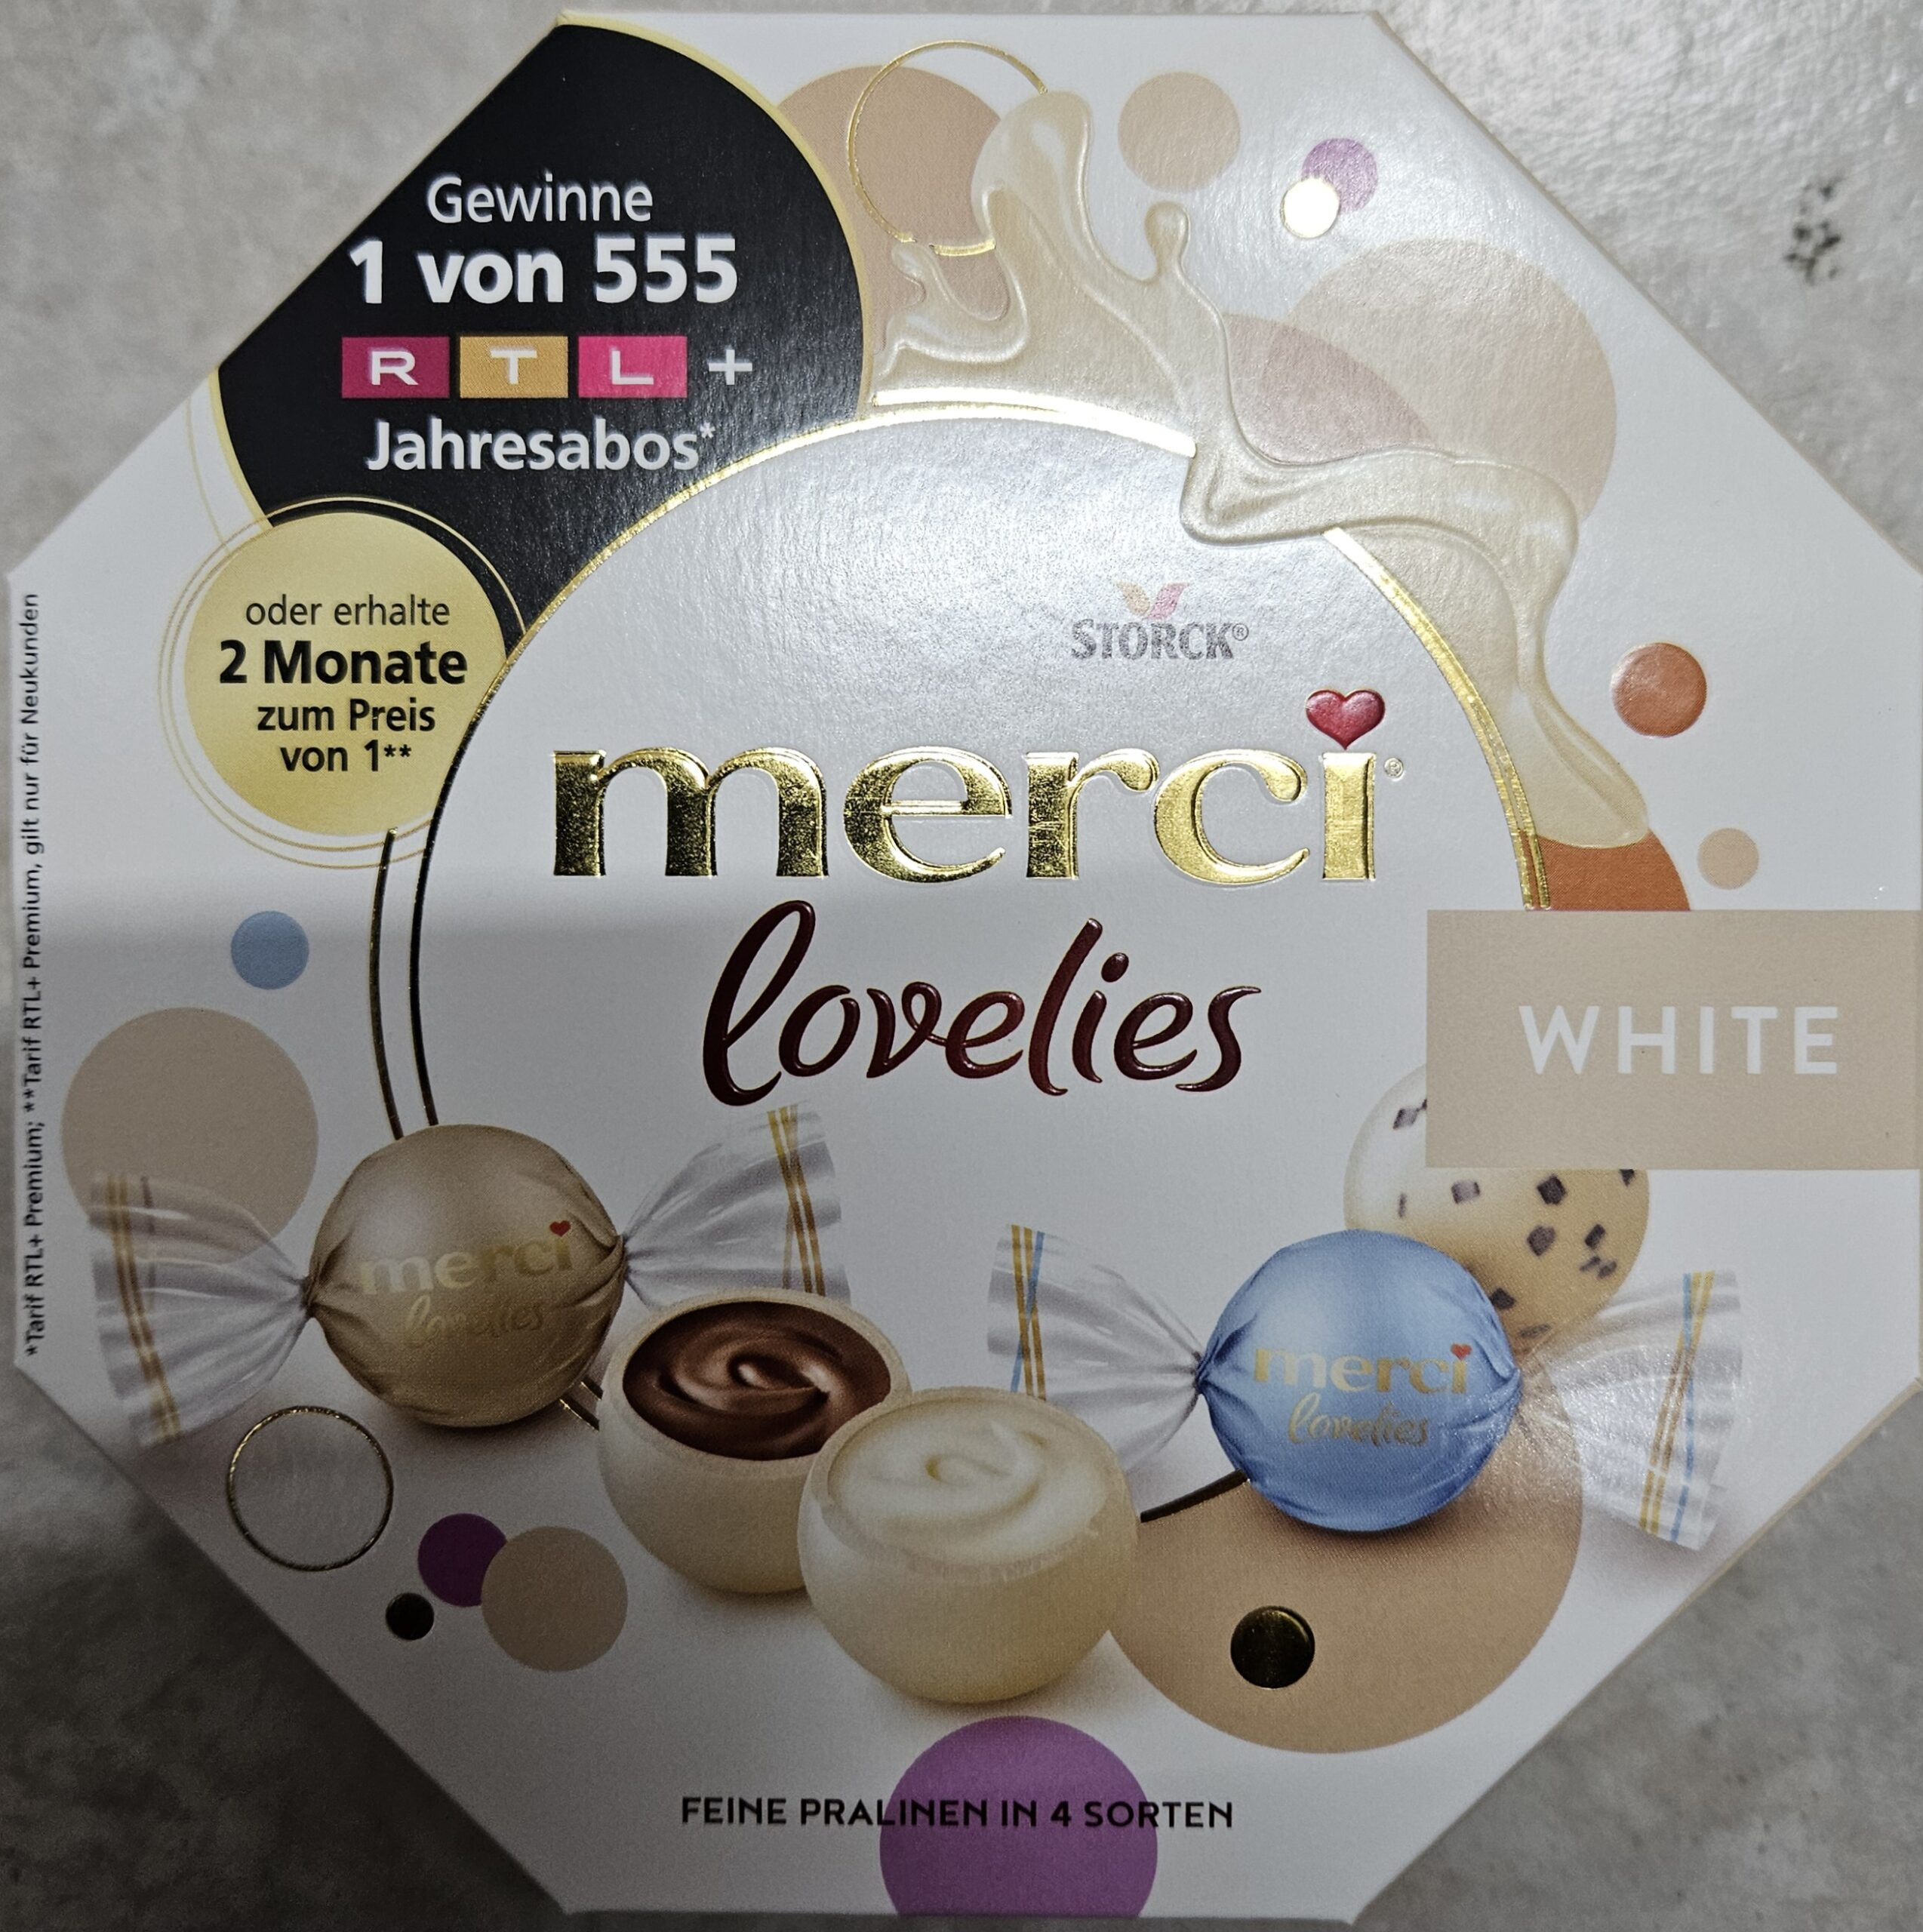 Gewinne
1 von 555
RTL+
Jahresabos*
oder erhalte
2 Monate
zum Preis
von 1**
*Tarif RTL+ Premium; **Tarif RTL+ Premium, gilt nur für Neukunden
STORCK®
merci®
lovelies
WHITE
merci
lovelies
merci
lovelies
FEINE PRALINEN IN 4 SORTEN